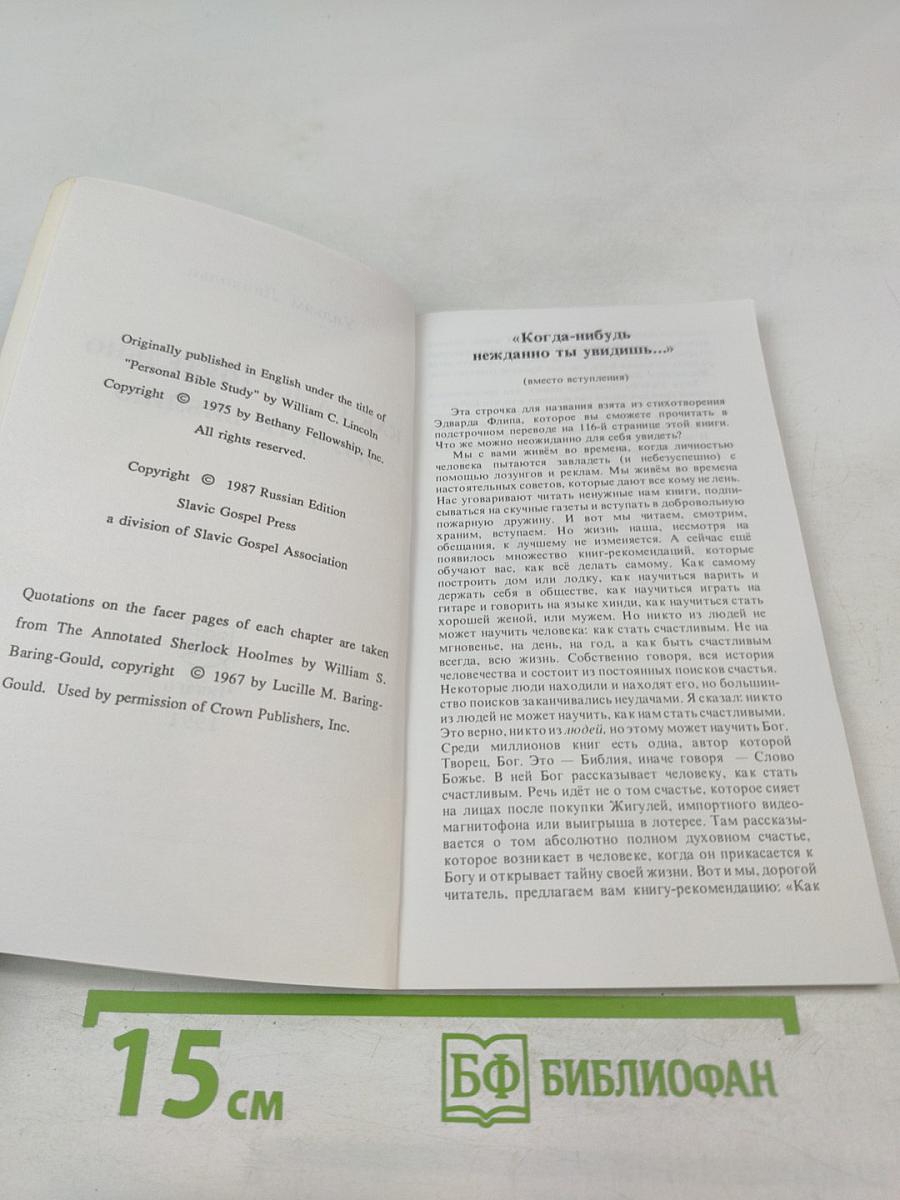 Originally published in English under the title of
"Personal Bible Study" by William C. Lincoln
Copyright © 1975 by Bethany Fellowship, Inc.
All rights reserved.
Copyright © 1987 Russian Edition
Slavic Gospel Press
a division of Slavic Gospel Association
Quotations on the facer pages of each chapter are taken
from The Annotated Sherlock Hoolmes by William S.
Baring-Gould, copyright © 1967 by Lucille M. Baring-
Gould. Used by permission of Crown Publishers, Inc.
«Когда-нибудь
нежданно ты увидишь...»
(вместо вступления)
Эта строчка для названия взята из стихотворения
Эдварда Флипа, которое вы сможете прочитать в
подстрочном переводе на 116-й странице этой книги.
Что же можно неожиданно для себя увидеть?
Мы с вами живём во времена, когда личностью
человека пытаются завладеть (и небезуспешно) с
помощью лозунгов и реклам. Мы живём во времена
настоятельных советов, которые дают все кому не лень.
Нас уговаривают читать ненужные нам книги, подпи-
сываться на скучные газеты и вступать в добровольную
пожарную дружину. И вот мы читаем, смотрим,
храним, вступаем. Но жизнь наша, несмотря на
обещания, к лучшему не изменяется. А сейчас ещё
появилось множество книг-рекомендаций, которые
обучают вас, как всё делать самому. Как самому
построить дом или лодку, как научиться варить и
держать себя в обществе, как научиться играть на
гитаре и говорить на языке хинди, как научиться стать
хорошей женой, или мужем. Но никто из людей не
может научить человека: как стать счастливым. Не на
мгновенье, на день, на год, а как быть счастливым
всегда, всю жизнь. Собственно говоря, вся история
человечества и состоит из постоянных поисков счастья.
Некоторые люди находили и находят его, но большин-
ство поисков заканчивались неудачами. Я сказал: никто
из людей не может научить, как нам стать счастливыми.
Это верно, никто из людей, но этому может научить Бог.
Среди миллионов книг есть одна, автор которой
Творец, Бог. Это — Библия, иначе говоря — Слово
Божье. В ней Бог рассказывает человеку, как стать
счастливым. Речь идёт не о том счастье, которое сияет
на лицах после покупки Жигулей, импортного видео-
магнитофона или выигрыша в лотерее. Там рассказы-
вается о том абсолютно полном духовном счастье,
которое возникает в человеке, когда он прикасается к
Богу и открывает тайну своей жизни. Вот и мы, дорогой
читатель, предлагаем вам книгу-рекомендацию: «Как
15 см
БФ БИБЛИОФАН